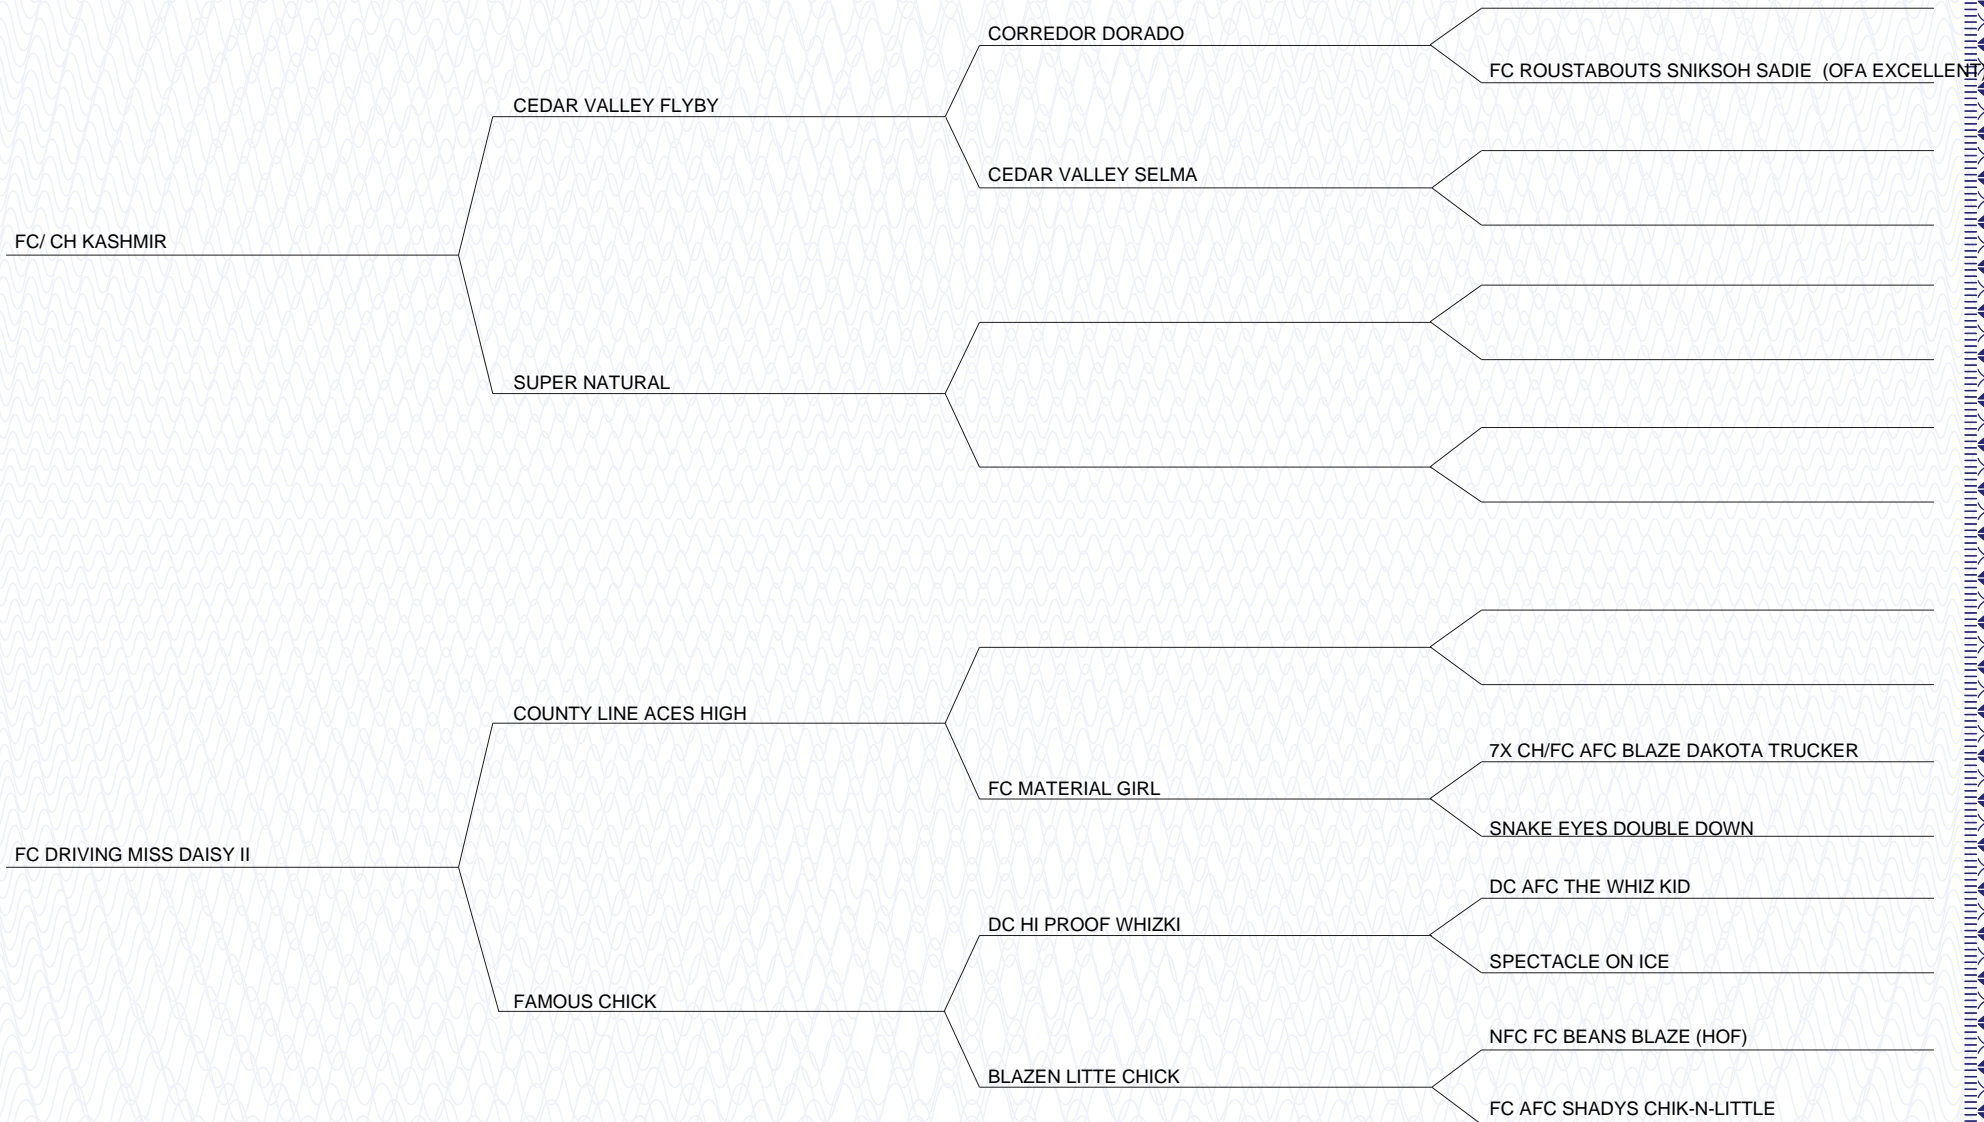 CORREDOR DORADO
FC ROUSTABOUTS SNIKSOH SADIE (OFA EXCELLENT)
CEDAR VALLEY FLYBY
CEDAR VALLEY SELMA
FC/ CH KASHMIR
SUPER NATURAL
COUNTY LINE ACES HIGH
7X CH/FC AFC BLAZE DAKOTA TRUCKER
FC MATERIAL GIRL
SNAKE EYES DOUBLE DOWN
FC DRIVING MISS DAISY II
DC AFC THE WHIZ KID
DC HI PROOF WHIZKI
SPECTACLE ON ICE
FAMOUS CHICK
NFC FC BEANS BLAZE (HOF)
BLAZEN LITTE CHICK
FC AFC SHADYS CHIK-N-LITTLE